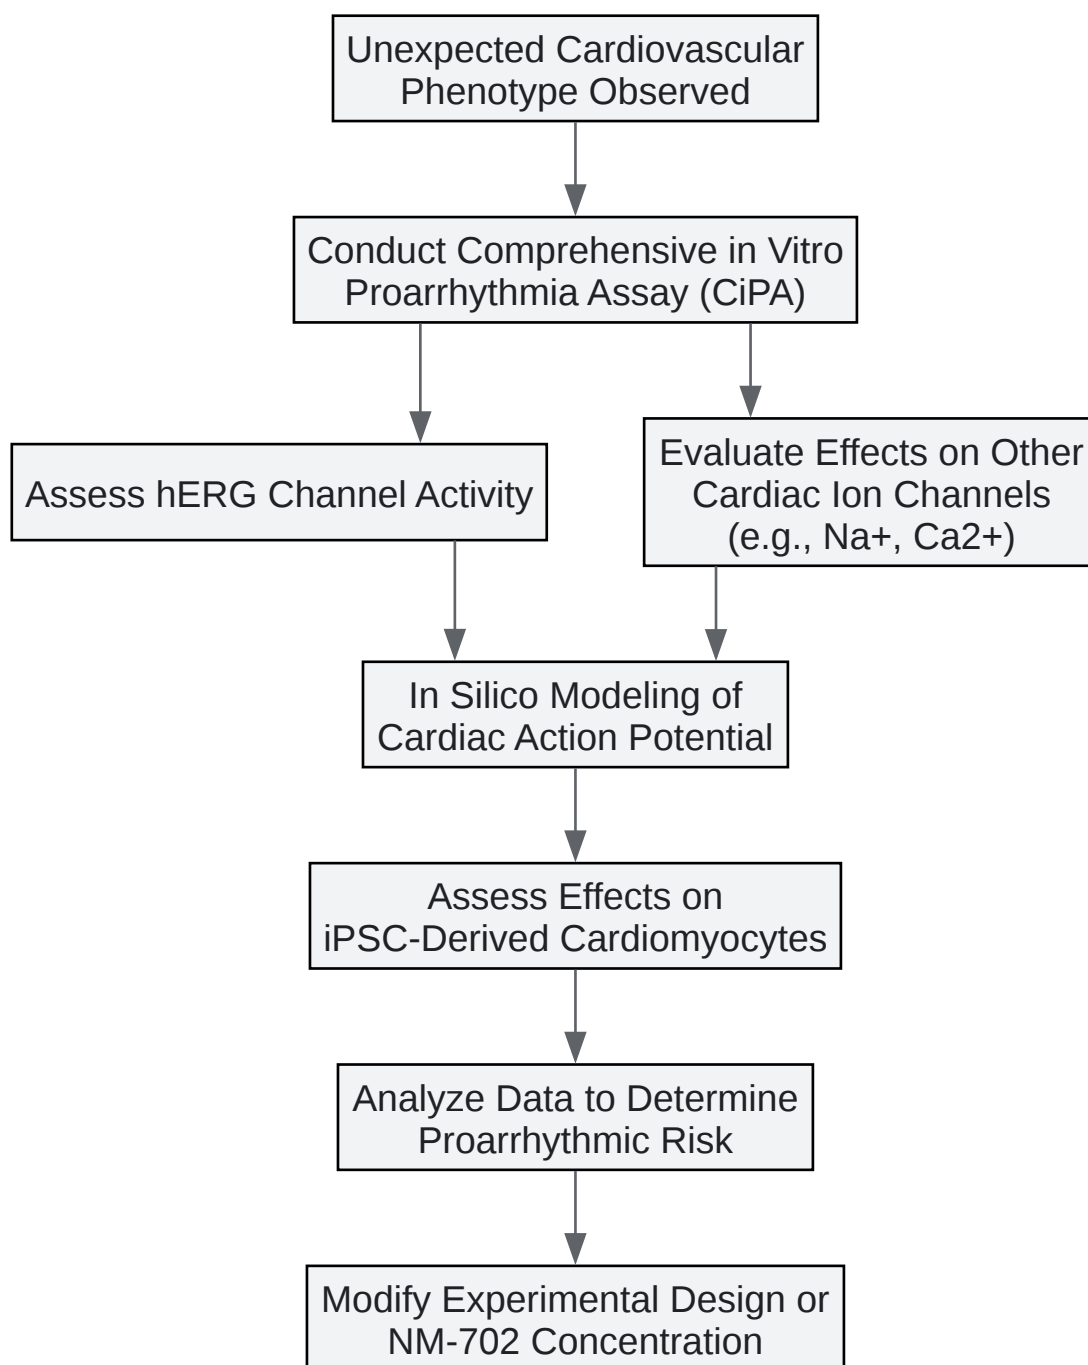 Unexpected Cardiovascular
Phenotype Observed
Conduct Comprehensive in Vitro
Proarrhythmia Assay (CiPA)
Assess hERG Channel Activity
Evaluate Effects on Other
Cardiac Ion Channels
(e.g., Na+, Ca2+)
In Silico Modeling of
Cardiac Action Potential
Assess Effects on
iPSC-Derived Cardiomyocytes
Analyze Data to Determine
Proarrhythmic Risk
Modify Experimental Design or
NM-702 Concentration